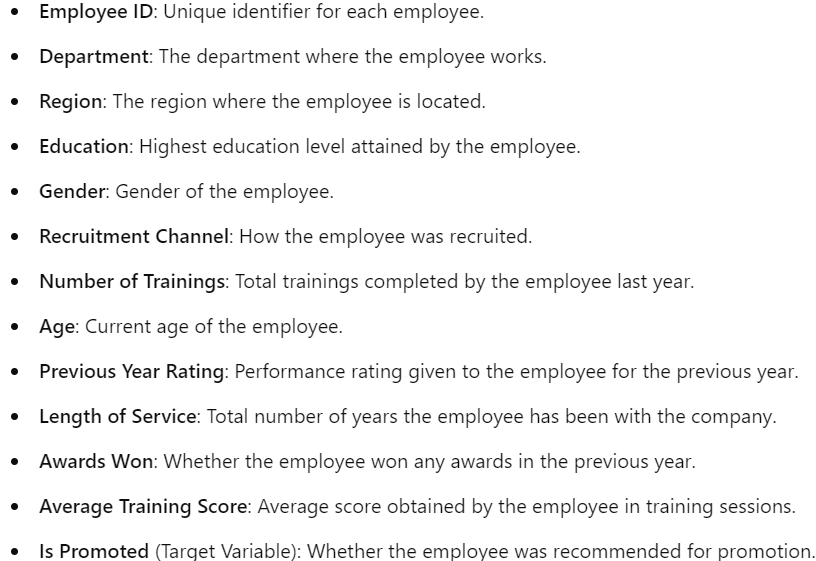 • Employee ID: Unique identifier for each employee.
• Department: The department where the employee works.
• Region: The region where the employee is located.
• Education: Highest education level attained by the employee.
• Gender: Gender of the employee.
• Recruitment Channel: How the employee was recruited.
• Number of Trainings: Total trainings completed by the employee last year.
• Age: Current age of the employee.
• Previous Year Rating: Performance rating given to the employee for the previous year.
• Length of Service: Total number of years the employee has been with the company.
• Awards Won: Whether the employee won any awards in the previous year.
• Average Training Score: Average score obtained by the employee in training sessions.
• Is Promoted (Target Variable): Whether the employee was recommended for promotion.